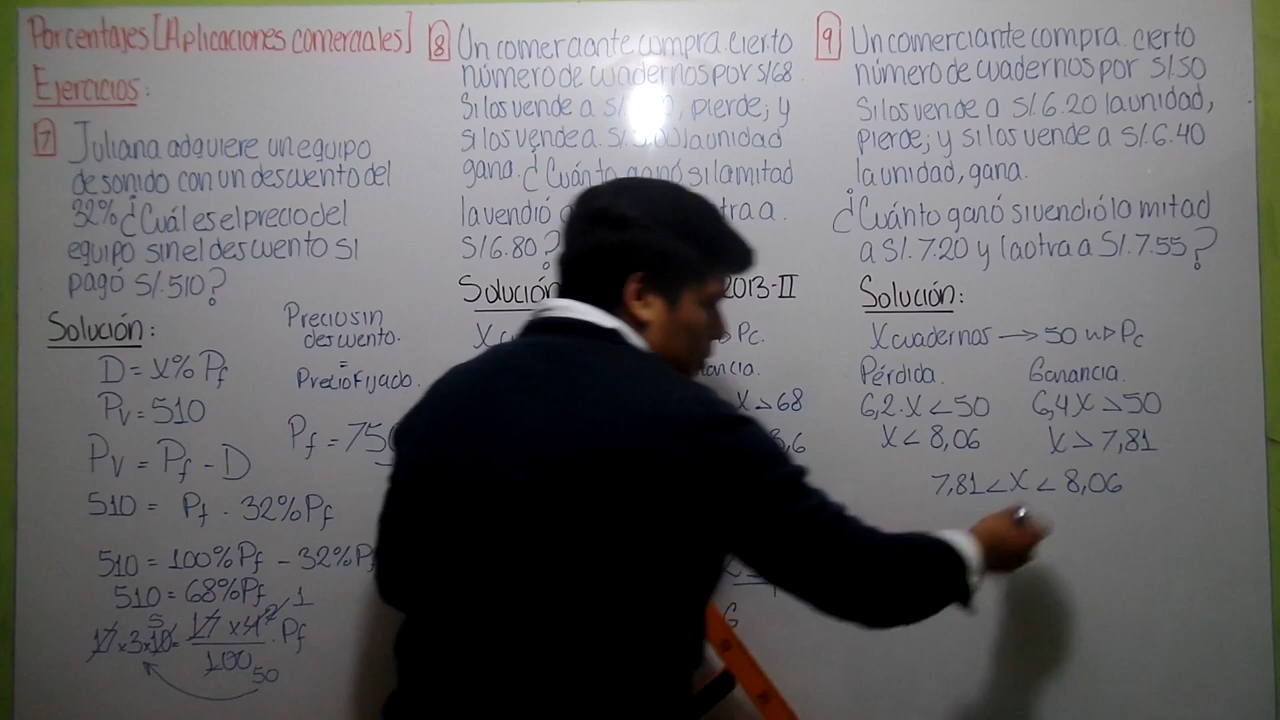 Porcentajes [Aplicaciones comerciales]
Ejercicios:
7 Juliana adquiere un equipo
de sonido con un descuento del
32% ¿Cuál es el precio del
equipo sin el descuento si
pagó S/.510?
Solución:
D = x% Pf
Pv = 510
Pv = Pf - D
510 = Pf - 32%Pf
510 = 100%Pf - 32%P
510 = 68%Pf
Precio sin
descuento.
=
Precio Fijado.
Pf = 750
8 Un comerciante compra cierto
número de cuadernos por S/68
Si los vende a S/. pierde; y
si los vende a S/. la unidad
gana. ¿Cuánto ganó si la mitad
la vendió tra a
S/6.80?
Solución 2013-II
Pc.
x > 68
9 Un comerciante compra cierto
número de cuadernos por S/.50
Si los vende a S/.6.20 la unidad,
pierde; y si los vende a S/.6.40
la unidad, gana.
¿Cuánto ganó si vendió la mitad
a S/.7.20 y la otra a S/.7.55?
Solución:
X cuadernos → 50 ⇨ Pc
Pérdida. Ganancia.
6,2.x < 50 6,4x > 50
x < 8,06 x > 7,81
7,81 < x < 8,06